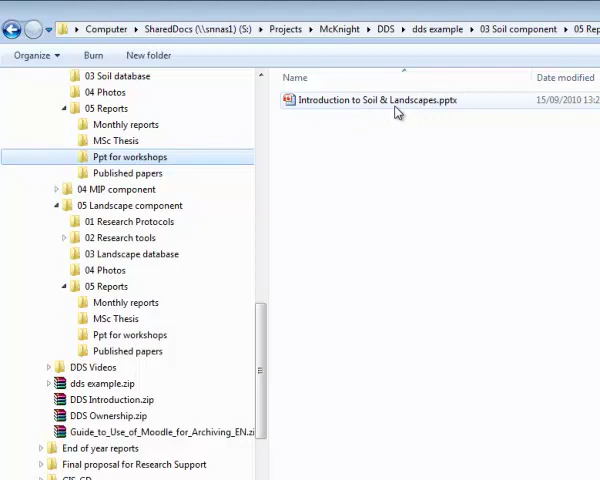 Computer SharedDocs (\\snnas1) (S:) Projects McKnight DDS dds example 03 Soil component 05 Rep
Organize Burn New folder
Name Date modified
Introduction to Soil & Landscapes.pptx 15/09/2010 13:2
03 Soil database
04 Photos
05 Reports
Monthly reports
MSc Thesis
Ppt for workshops
Published papers
04 MIP component
05 Landscape component
01 Research Protocols
02 Research tools
03 Landscape database
04 Photos
05 Reports
Monthly reports
MSc Thesis
Ppt for workshops
Published papers
DDS Videos
dds example.zip
DDS Introduction.zip
DDS Ownership.zip
Guide_to_Use_of_Moodle_for_Archiving_EN.zi
End of year reports
Final proposal for Research Support